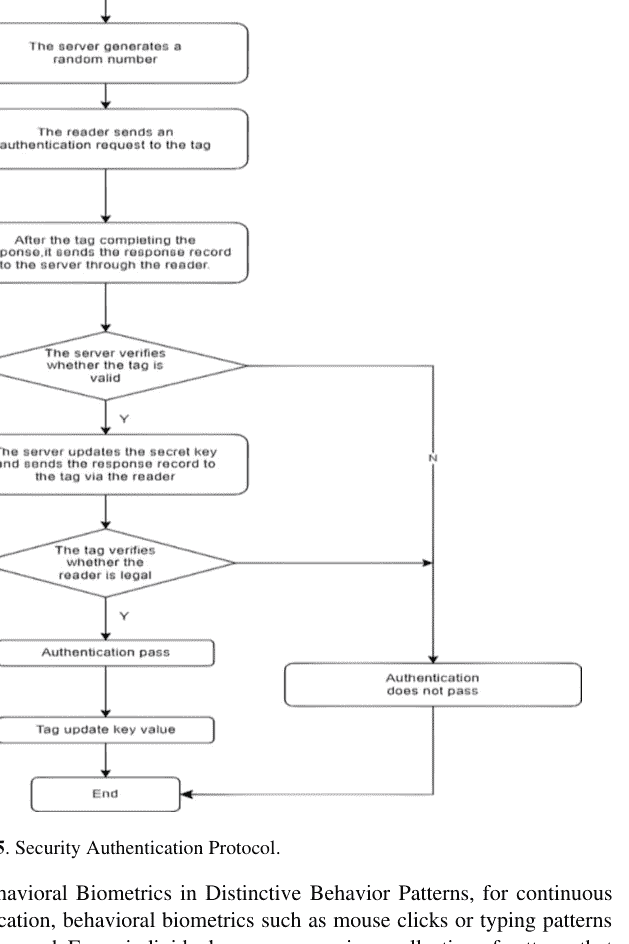 The server generates a
random number
The reader sends an
authentication request to the tag
After the tag completing the
ponse,it sends the response record
to the server through the reader.
The server verifies
whether the tag is
valid
Y
The server updates the secret key
and sends the response record to
the tag via the reader
N
The tag verifies
whether the
reader is legal
Y
Authentication pass
Authentication
does not pass
Tag update key value
End
5. Security Authentication Protocol.
navioral Biometrics in Distinctive Behavior Patterns, for continuous
cation, behavioral biometrics such as mouse clicks or typing patterns